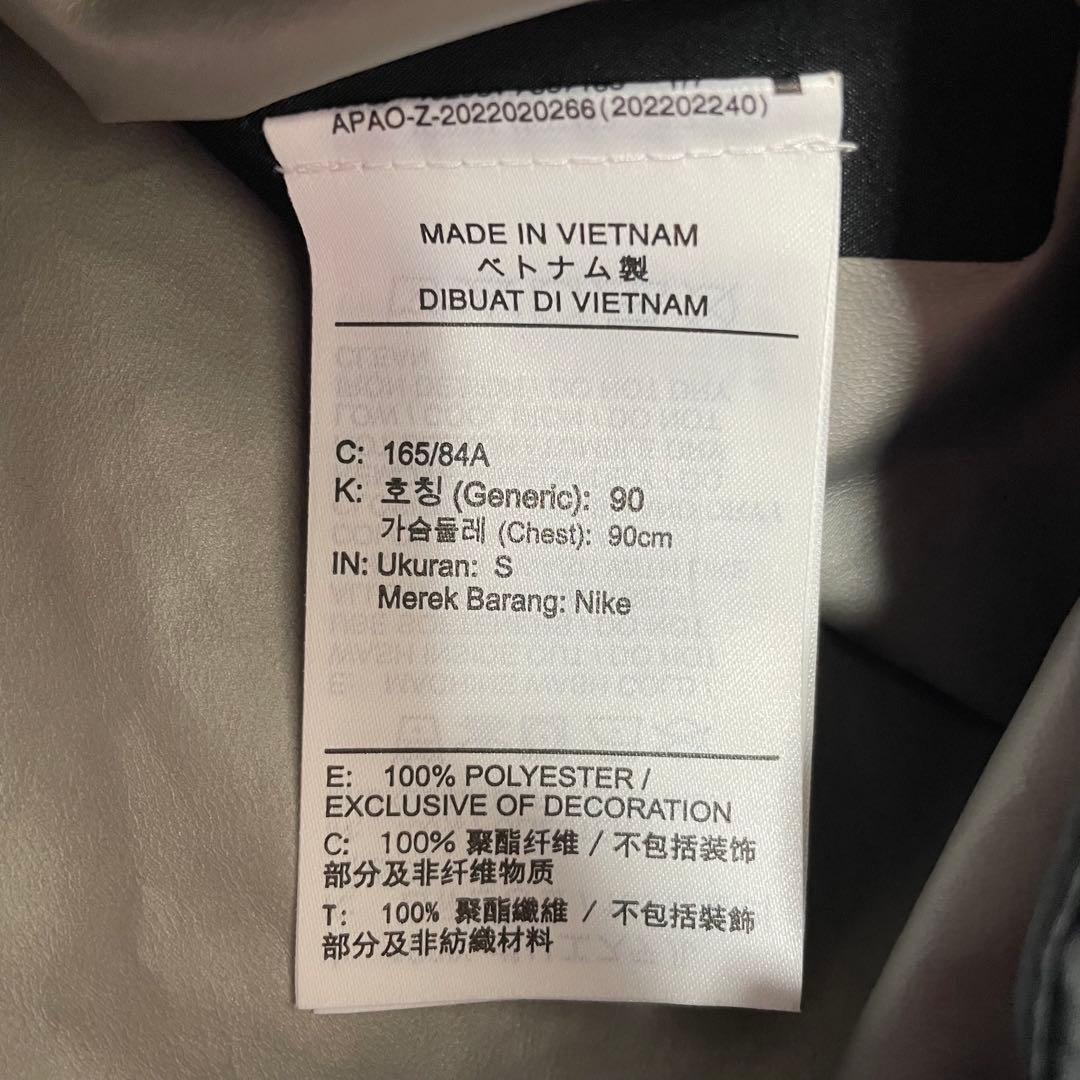 APAO-Z-2022020266(202202240)
MADE IN VIETNAM
ベトナム製
DIBUAT DI VIETNAM
C: 165/84A
K: 호칭 (Generic): 90
가슴둘레 (Chest): 90cm
IN: Ukuran: S
Merek Barang: Nike
E: 100% POLYESTER /
EXCLUSIVE OF DECORATION
C: 100% 聚酯纤维 / 不包括装饰
部分及非纤维物质
T: 100% 聚酯纖維 / 不包括裝飾
部分及非紡織材料